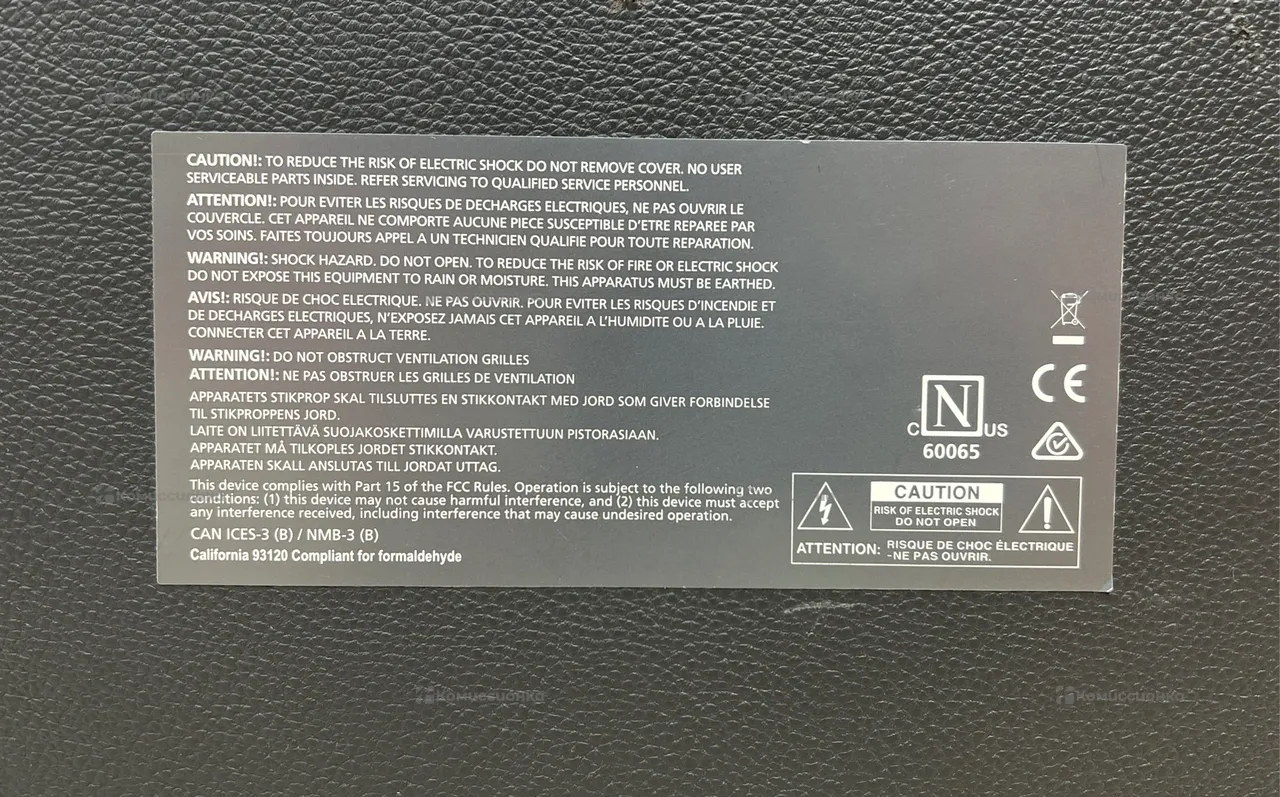 CAUTION!: TO REDUCE THE RISK OF ELECTRIC SHOCK DO NOT REMOVE COVER. NO USER
SERVICEABLE PARTS INSIDE. REFER SERVICING TO QUALIFIED SERVICE PERSONNEL.
ATTENTION!: POUR EVITER LES RISQUES DE DECHARGES ELECTRIQUES, NE PAS OUVRIR LE
COUVERCLE. CET APPAREIL NE COMPORTE AUCUNE PIECE SUSCEPTIBLE D'ETRE REPAREE PAR
VOS SOINS. FAITES TOUJOURS APPEL A UN TECHNICIEN QUALIFIE POUR TOUTE REPARATION.
WARNING!: SHOCK HAZARD. DO NOT OPEN. TO REDUCE THE RISK OF FIRE OR ELECTRIC SHOCK
DO NOT EXPOSE THIS EQUIPMENT TO RAIN OR MOISTURE. THIS APPARATUS MUST BE EARTHED.
AVIS!: RISQUE DE CHOC ELECTRIQUE. NE PAS OUVRIR. POUR EVITER LES RISQUES D'INCENDIE ET
DE DECHARGES ELECTRIQUES, N'EXPOSEZ JAMAIS CET APPAREIL A L'HUMIDITE OU A LA PLUIE.
CONNECTER CET APPAREIL A LA TERRE.
WARNING!: DO NOT OBSTRUCT VENTILATION GRILLES
ATTENTION!: NE PAS OBSTRUER LES GRILLES DE VENTILATION
APPARATETS STIKPROP SKAL TILSLUTTES EN STIKKONTAKT MED JORD SOM GIVER FORBINDELSE
TIL STIKPROPPENS JORD.
LAITE ON LIITETTÄVÄ SUOJAKOSKETTIMILLA VARUSTETTUUN PISTORASIAAN.
APPARATET MÅ TILKOPLES JORDET STIKKONTAKT.
APPARATEN SKALL ANSLUTAS TILL JORDAT UTTAG.
This device complies with Part 15 of the FCC Rules. Operation is subject to the following two
conditions: (1) this device may not cause harmful interference, and (2) this device must accept
any interference received, including interference that may cause undesired operation.
CAN ICES-3 (B) / NMB-3 (B)
California 93120 Compliant for formaldehyde
CE
C N US
60065
CAUTION
RISK OF ELECTRIC SHOCK
DO NOT OPEN
ATTENTION: RISQUE DE CHOC ÉLECTRIQUE
-NE PAS OUVRIR.
Комиссионка
Комиссионка